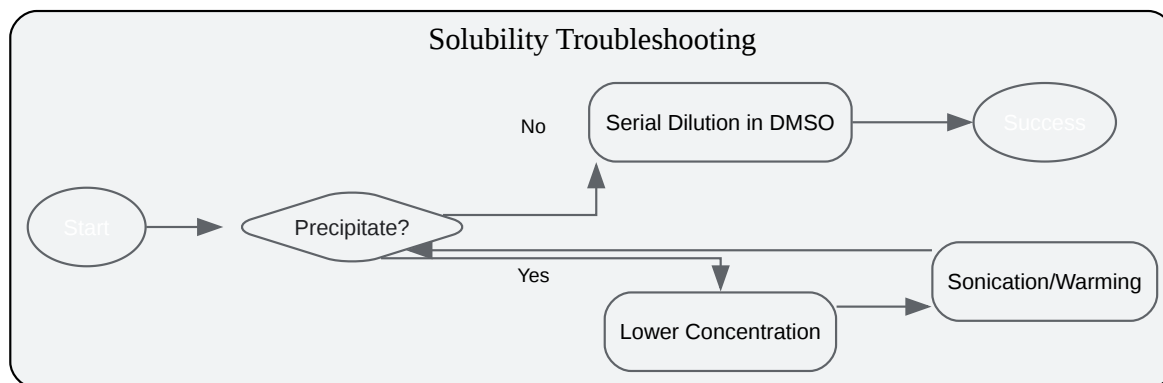 Solubility Troubleshooting
No
Serial Dilution in DMSO
Success
Start
Precipitate?
Yes
Sonication/Warming
Lower Concentration